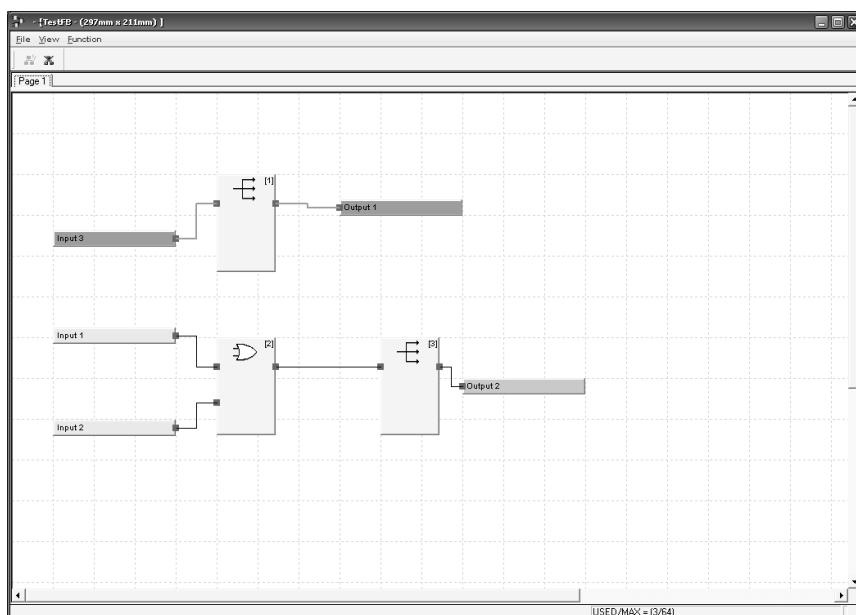 - [TestFB - (297mm x 211mm) ]
File View Function
Page 1
[1]
Output 1
Input 3
Input 1
[2]
[3]
Output 2
Input 2
USED/MAX = (3/64)